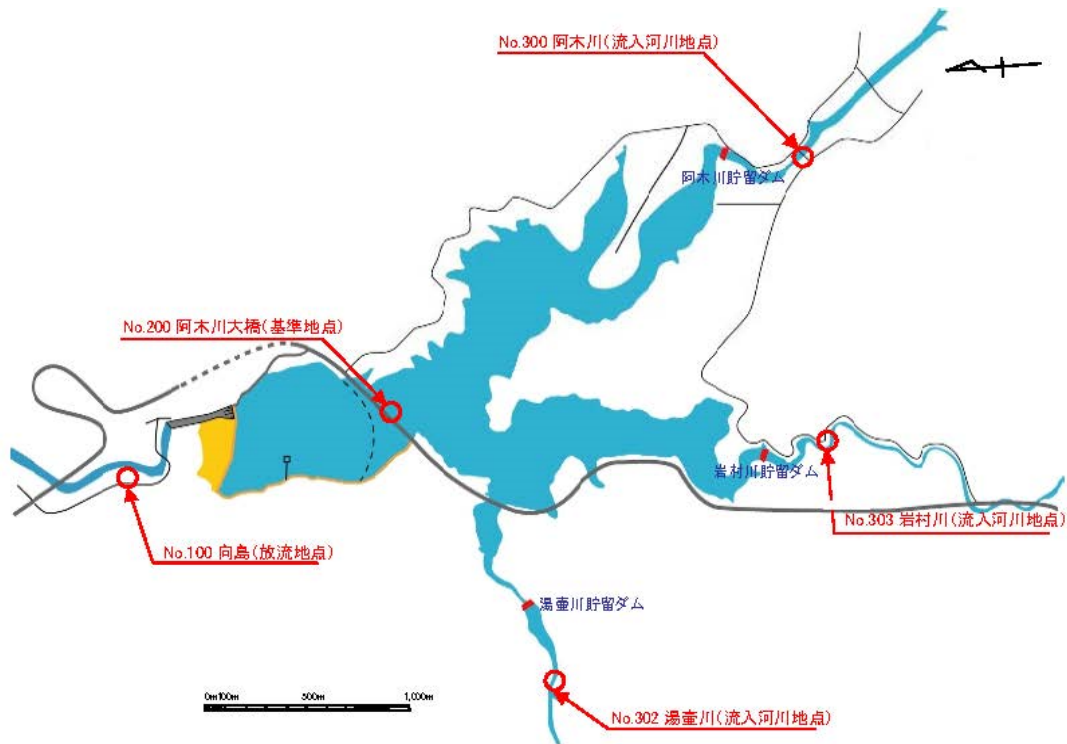 No.300 阿木川(流入河川地点)
阿木川貯留ダム
No.200 阿木川大橋(基準地点)
岩村川貯留ダム
No.303 岩村川(流入河川地点)
No.100 向島(放流地点)
湯壷川貯留ダム
0m 100m 500m 1,000m
No.302 湯壷川(流入河川地点)